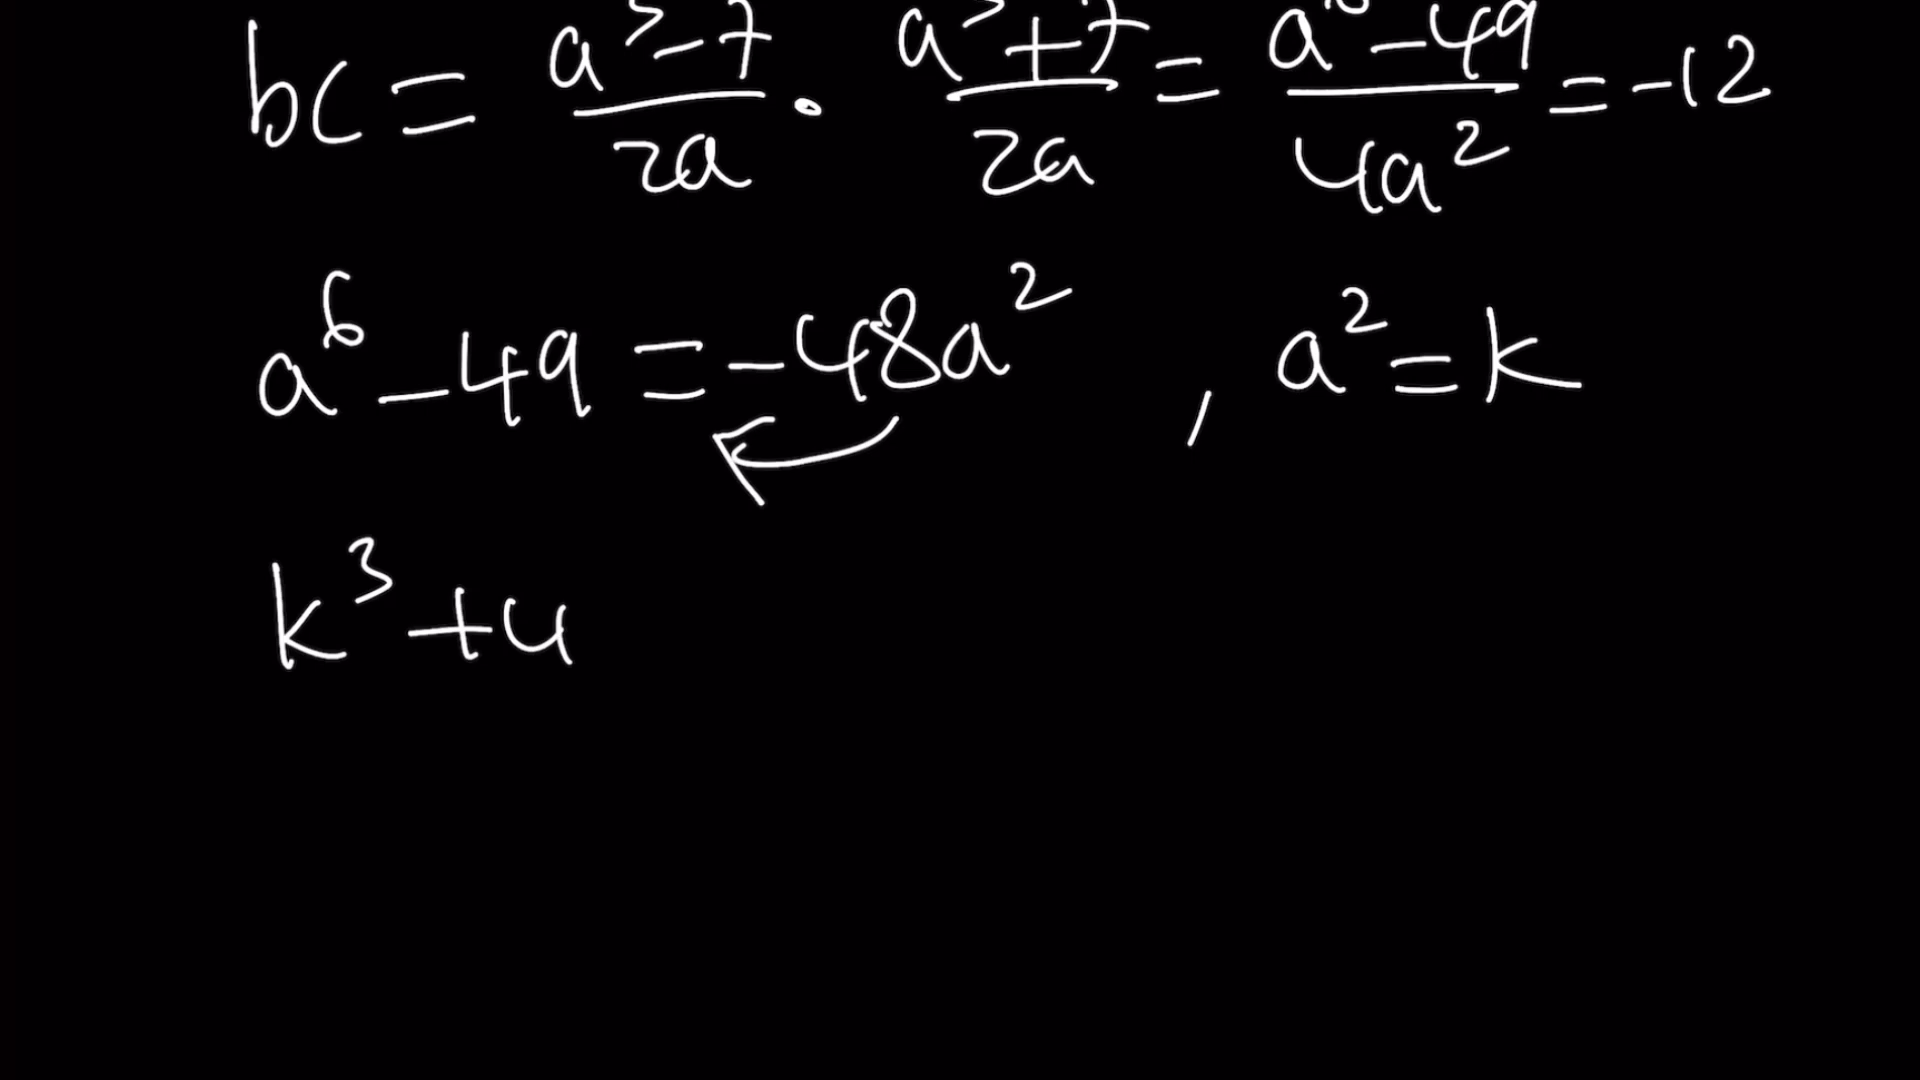 bc = a³-7/2a · a³+7/2a = a⁶-49/4a² = -12
a⁶ - 49 = -48a² , a² = k
k³ + 4